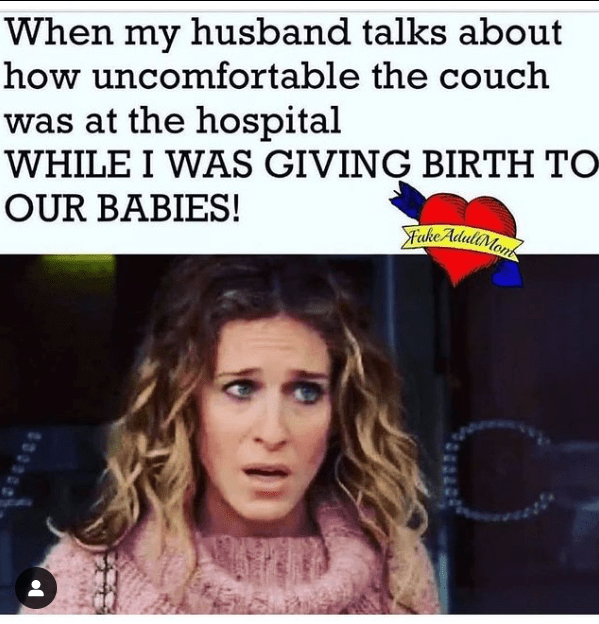 When my husband talks about
how uncomfortable the couch
was at the hospital
WHILE I WAS GIVING BIRTH TO
OUR BABIES!
FakeAdultMom